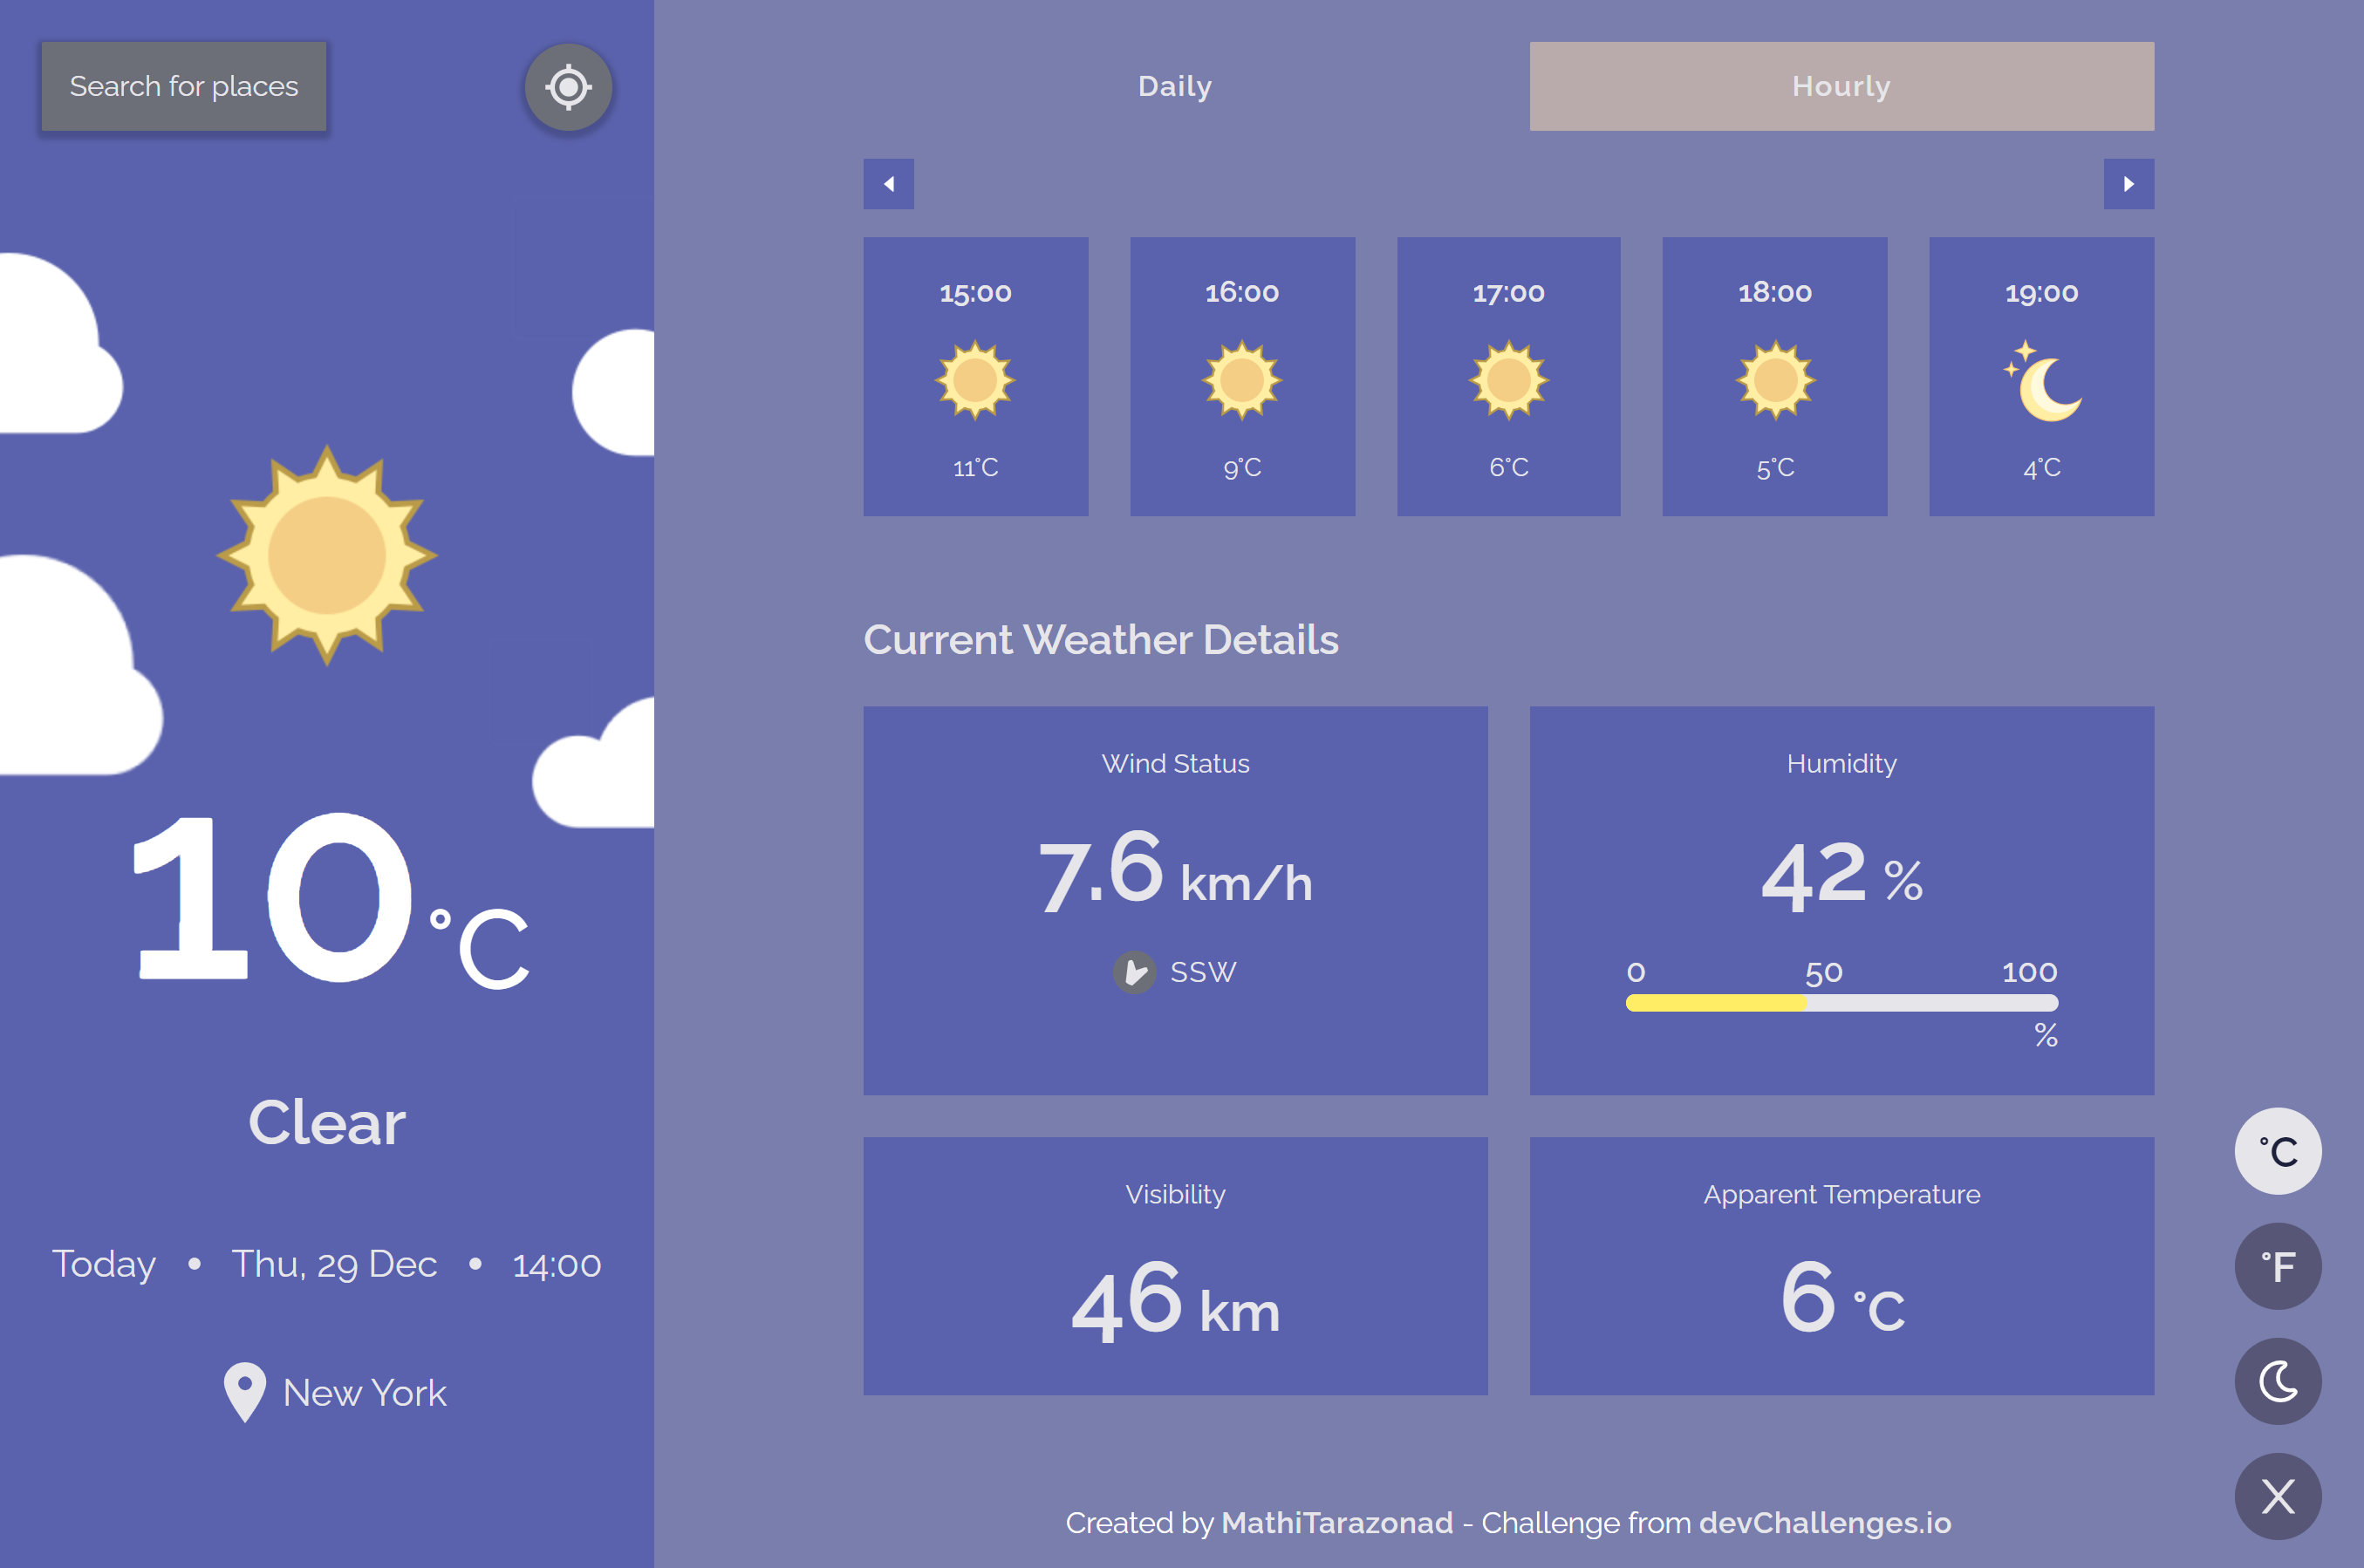 Search for places
10°C
Clear
Today • Thu, 29 Dec • 14:00
New York
Daily
Hourly
15:00
11°C
16:00
9°C
17:00
6°C
18:00
5°C
19:00
4°C
Current Weather Details
Wind Status
7.6 km/h
SSW
Humidity
42 %
0 50 100
%
Visibility
46 km
Apparent Temperature
6 °C
°C
°F
X
Created by MathiTarazonad - Challenge from devChallenges.io